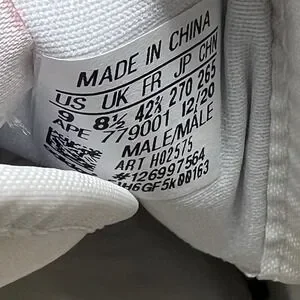 MADE IN CHINA
US UK FR JP CHN
9 8½ 42⅔ 270 265
APE 779001 12/20
MALE/MALE
ART H02575
#126997564